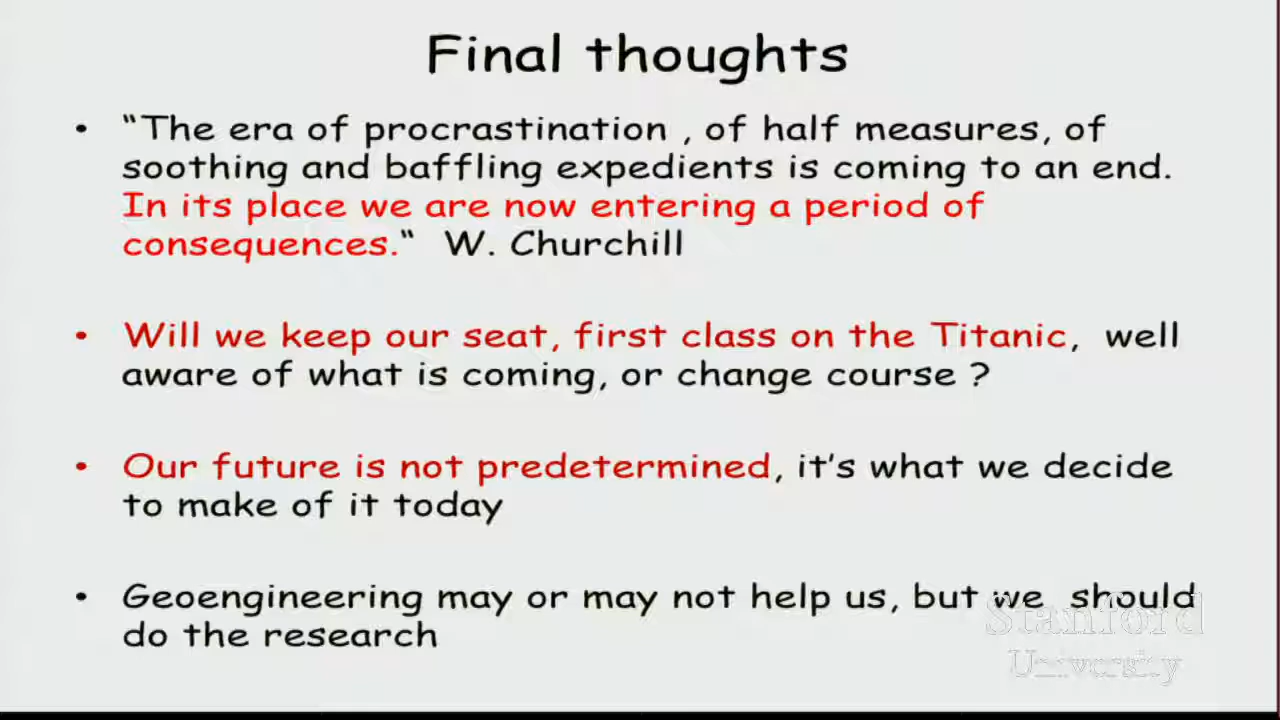 Final thoughts
• “The era of procrastination , of half measures, of
soothing and baffling expedients is coming to an end.
In its place we are now entering a period of
consequences.“ W. Churchill
• Will we keep our seat, first class on the Titanic, well
aware of what is coming, or change course ?
• Our future is not predetermined, it’s what we decide
to make of it today
• Geoengineering may or may not help us, but we should
do the research
Stanford
University